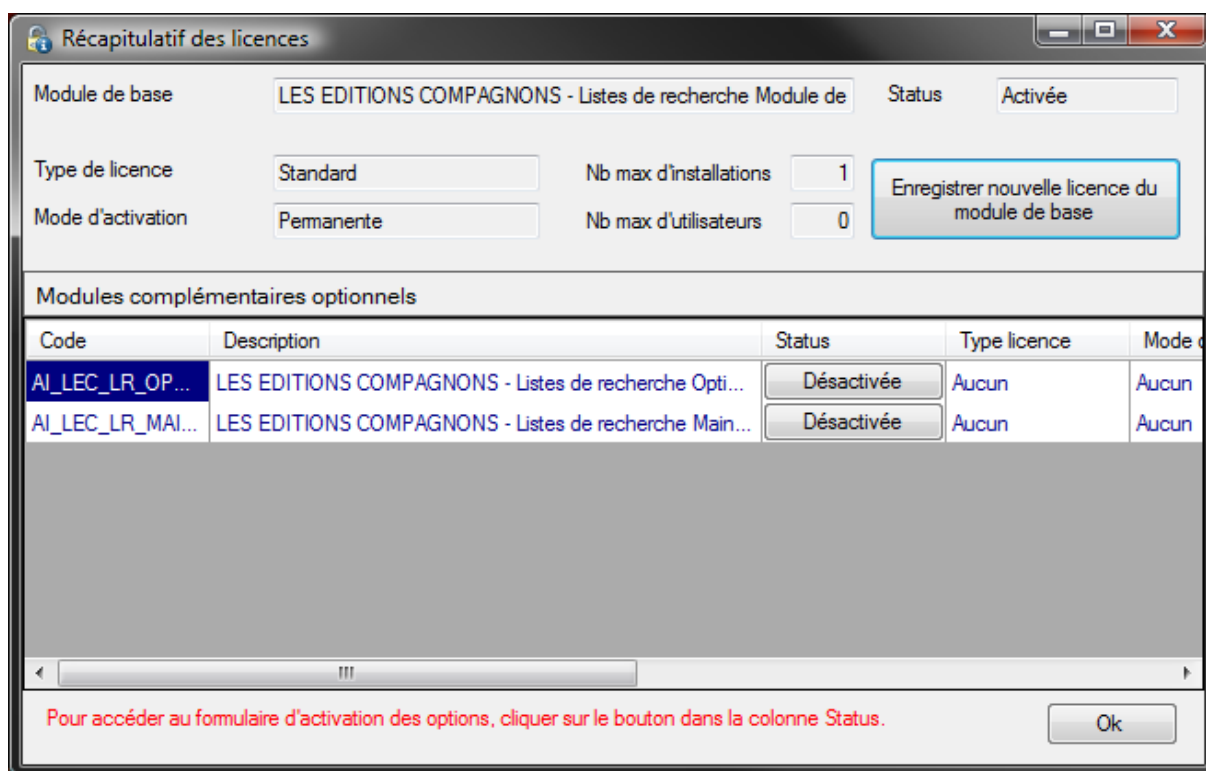 Récapitulatif des licences
Module de base LES EDITIONS COMPAGNONS - Listes de recherche Module de Status Activée
Type de licence Standard Nb max d'installations 1
Enregistrer nouvelle licence du
module de base
Mode d'activation Permanente Nb max d'utilisateurs 0
Modules complémentaires optionnels
Code Description Status Type licence Mode
AI_LEC_LR_OP... LES EDITIONS COMPAGNONS - Listes de recherche Opti... Désactivée Aucun Aucun
AI_LEC_LR_MAI... LES EDITIONS COMPAGNONS - Listes de recherche Main... Désactivée Aucun Aucun
Pour accéder au formulaire d'activation des options, cliquer sur le bouton dans la colonne Status. Ok